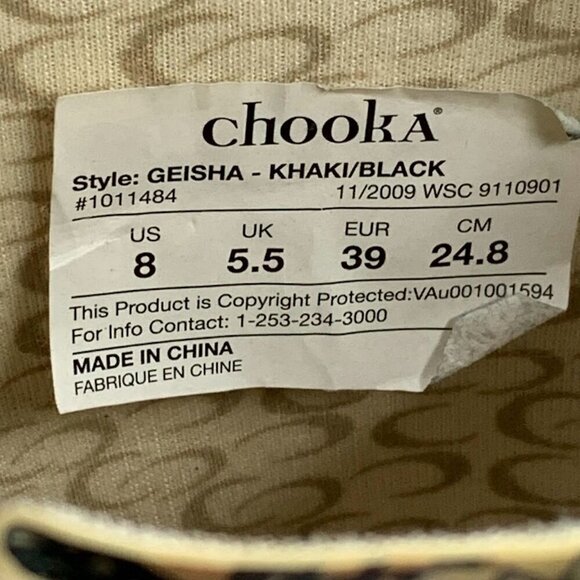 chooka®
Style: GEISHA - KHAKI/BLACK
#1011484 11/2009 WSC 9110901
US UK EUR CM
8 5.5 39 24.8
This Product is Copyright Protected:VAu001001594
For Info Contact: 1-253-234-3000
MADE IN CHINA
FABRIQUE EN CHINE